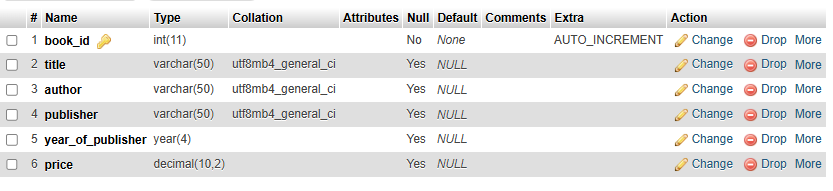 # Name Type Collation Attributes Null Default Comments Extra Action
1 book_id int(11) No None AUTO_INCREMENT Change Drop More
2 title varchar(50) utf8mb4_general_ci Yes NULL Change Drop More
3 author varchar(50) utf8mb4_general_ci Yes NULL Change Drop More
4 publisher varchar(50) utf8mb4_general_ci Yes NULL Change Drop More
5 year_of_publisher year(4) Yes NULL Change Drop More
6 price decimal(10,2) Yes NULL Change Drop More